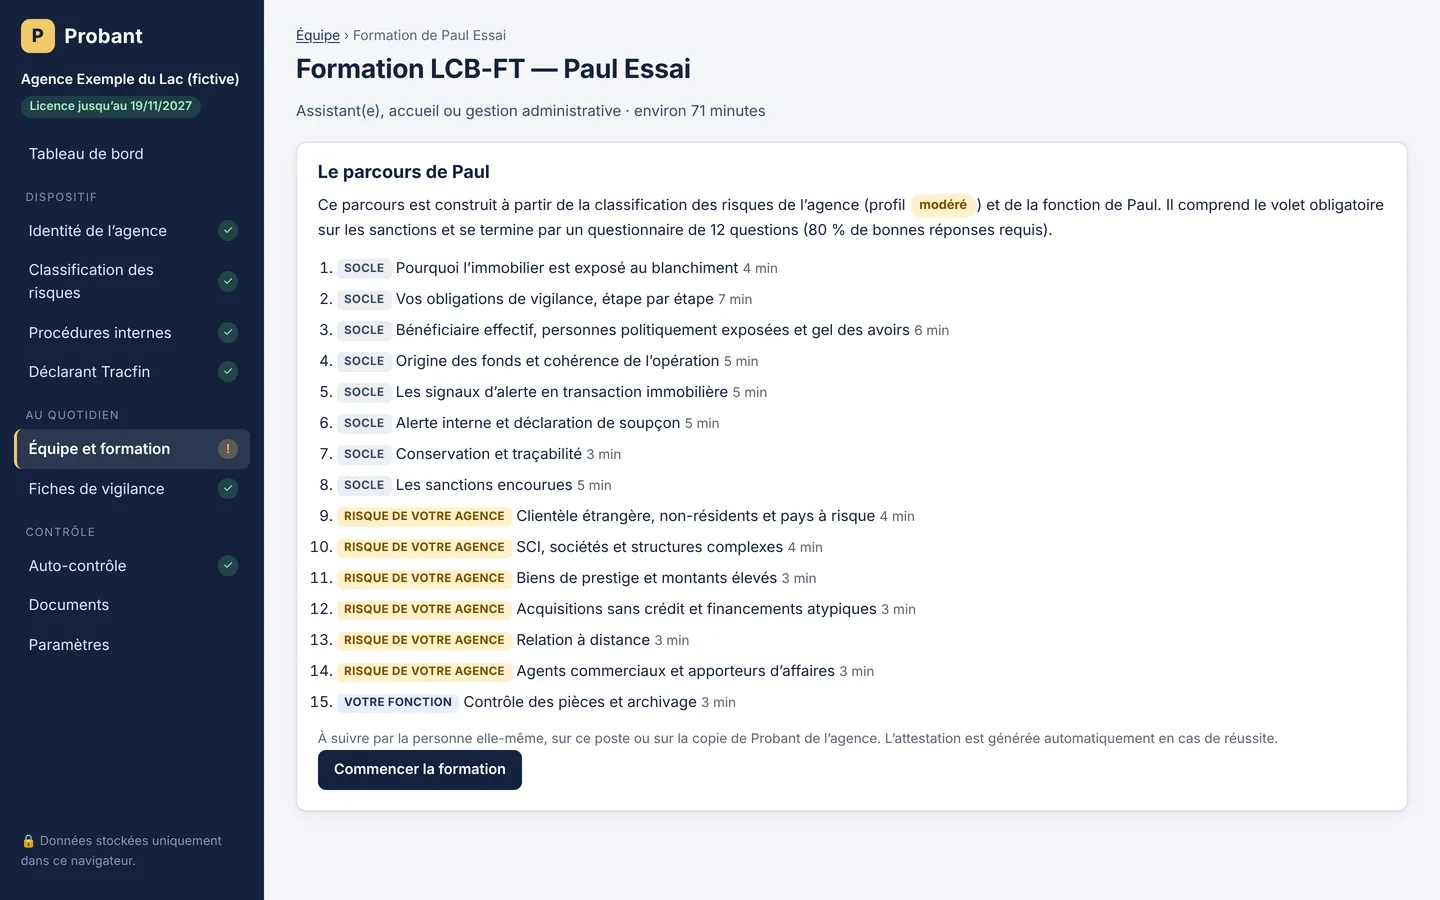 P Probant
Agence Exemple du Lac (fictive)
Licence jusqu’au 19/11/2027
Tableau de bord
DISPOSITIF
Identité de l’agence
Classification des
risques
Procédures internes
Déclarant Tracfin
AU QUOTIDIEN
Équipe et formation !
Fiches de vigilance
CONTRÔLE
Auto-contrôle
Documents
Paramètres
🔒 Données stockées uniquement
dans ce navigateur.
Équipe › Formation de Paul Essai
Formation LCB-FT — Paul Essai
Assistant(e), accueil ou gestion administrative · environ 71 minutes
Le parcours de Paul
Ce parcours est construit à partir de la classification des risques de l’agence (profil modéré ) et de la fonction de Paul. Il comprend le volet obligatoire
sur les sanctions et se termine par un questionnaire de 12 questions (80 % de bonnes réponses requis).
1. SOCLE Pourquoi l’immobilier est exposé au blanchiment 4 min
2. SOCLE Vos obligations de vigilance, étape par étape 7 min
3. SOCLE Bénéficiaire effectif, personnes politiquement exposées et gel des avoirs 6 min
4. SOCLE Origine des fonds et cohérence de l’opération 5 min
5. SOCLE Les signaux d’alerte en transaction immobilière 5 min
6. SOCLE Alerte interne et déclaration de soupçon 5 min
7. SOCLE Conservation et traçabilité 3 min
8. SOCLE Les sanctions encourues 5 min
9. RISQUE DE VOTRE AGENCE Clientèle étrangère, non-résidents et pays à risque 4 min
10. RISQUE DE VOTRE AGENCE SCI, sociétés et structures complexes 4 min
11. RISQUE DE VOTRE AGENCE Biens de prestige et montants élevés 3 min
12. RISQUE DE VOTRE AGENCE Acquisitions sans crédit et financements atypiques 3 min
13. RISQUE DE VOTRE AGENCE Relation à distance 3 min
14. RISQUE DE VOTRE AGENCE Agents commerciaux et apporteurs d’affaires 3 min
15. VOTRE FONCTION Contrôle des pièces et archivage 3 min
À suivre par la personne elle-même, sur ce poste ou sur la copie de Probant de l’agence. L’attestation est générée automatiquement en cas de réussite.
Commencer la formation